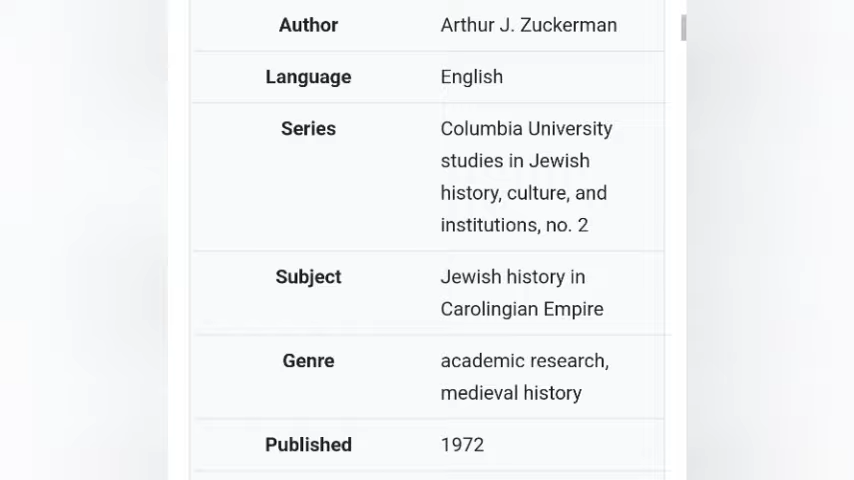 Author Arthur J. Zuckerman
Language English
Series Columbia University
studies in Jewish
history, culture, and
institutions, no. 2
Subject Jewish history in
Carolingian Empire
Genre academic research,
medieval history
Published 1972